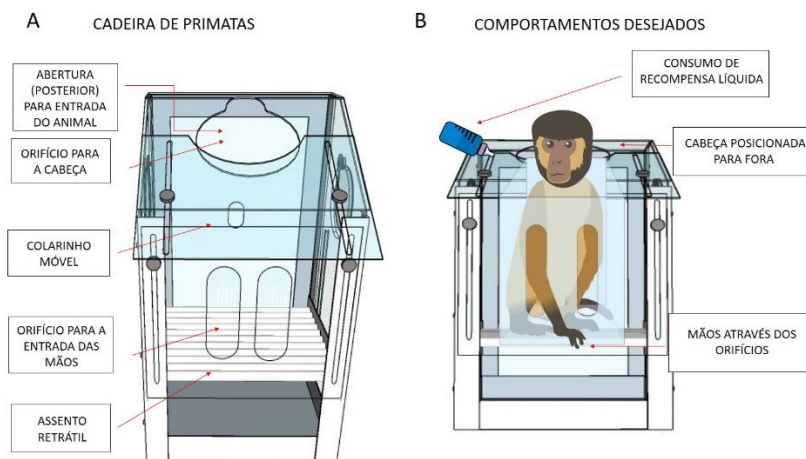 A
CADEIRA DE PRIMATAS
ABERTURA
(POSTERIOR)
PARA ENTRADA
DO ANIMAL
ORIFÍCIO PARA
A CABEÇA
COLARINHO
MÓVEL
ORIFÍCIO PARA A
ENTRADA DAS
MÃOS
ASSENTO
RETRÁTIL
B
COMPORTAMENTOS DESEJADOS
CONSUMO DE
RECOMPENSA LÍQUIDA
CABEÇA POSICIONADA
PARA FORA
MÃOS ATRAVÉS DOS
ORIFÍCIOS